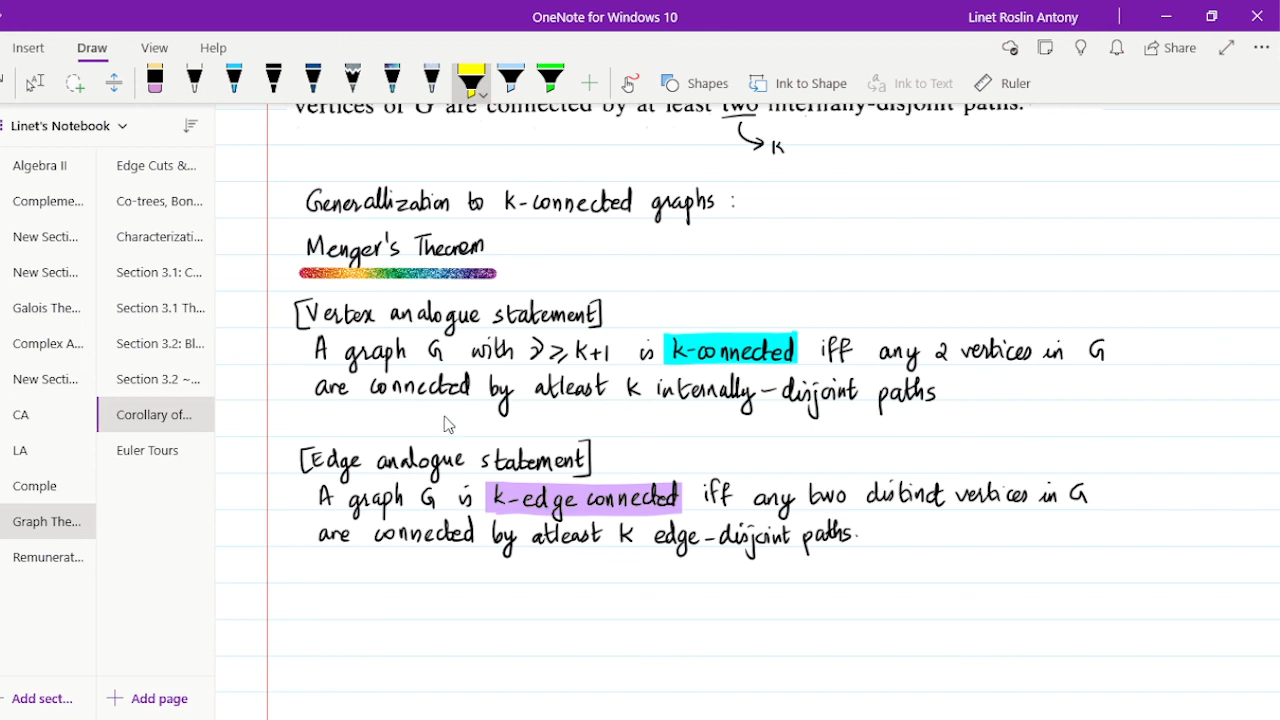 OneNote for Windows 10
Linet Roslin Antony
Insert
Draw
View
Help
Share
Shapes
Ink to Shape
Ink to Text
Ruler
Linet's Notebook
Algebra II
Compleme...
New Secti...
New Secti...
Galois The...
Complex A...
New Secti...
CA
LA
Comple
Graph The...
Remunerat...
Add sect...
Edge Cuts &...
Co-trees, Bon...
Characterizati...
Section 3.1: C...
Section 3.1 Th...
Section 3.2: Bl...
Section 3.2 ~...
Corollary of...
Euler Tours
Add page
vertices of G are connected by at least two internally-disjoint paths.
K
Generallization to k-connected graphs :
Menger's Theorem
[Vertex analogue statement]
A graph G with ν ≥ k+1 is k-connected iff any 2 vertices in G
are connected by atleast k internally-disjoint paths
[Edge analogue statement]
A graph G is k-edge connected iff any two distinct vertices in G
are connected by atleast k edge-disjoint paths.